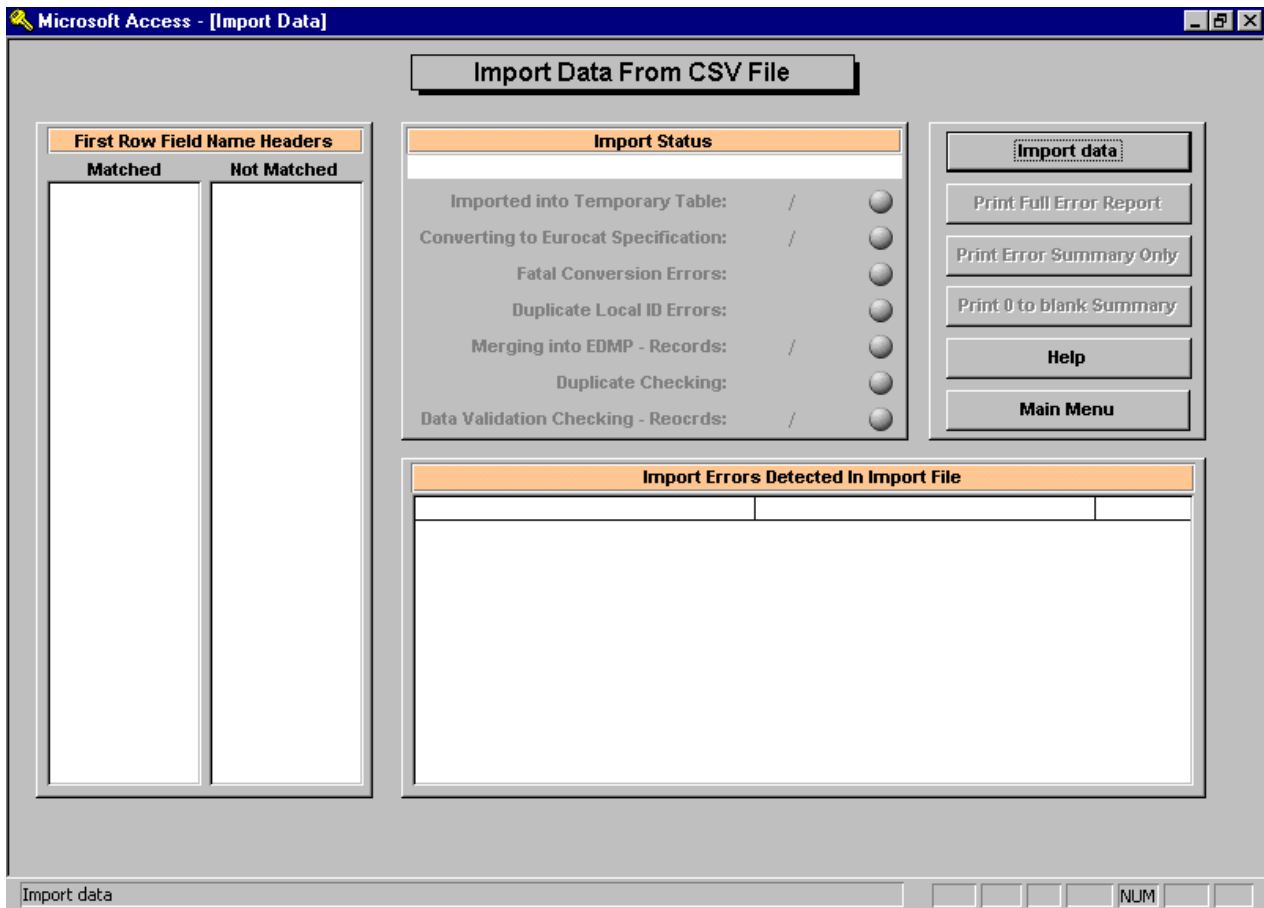 Microsoft Access - [Import Data]
Import Data From CSV File
First Row Field Name Headers
Matched Not Matched
Import Status
Imported into Temporary Table: /
Converting to Eurocat Specification: /
Fatal Conversion Errors:
Duplicate Local ID Errors:
Merging into EDMP - Records: /
Duplicate Checking:
Data Validation Checking - Reocrds: /
Import data
Print Full Error Report
Print Error Summary Only
Print 0 to blank Summary
Help
Main Menu
Import Errors Detected In Import File
Import data
NUM